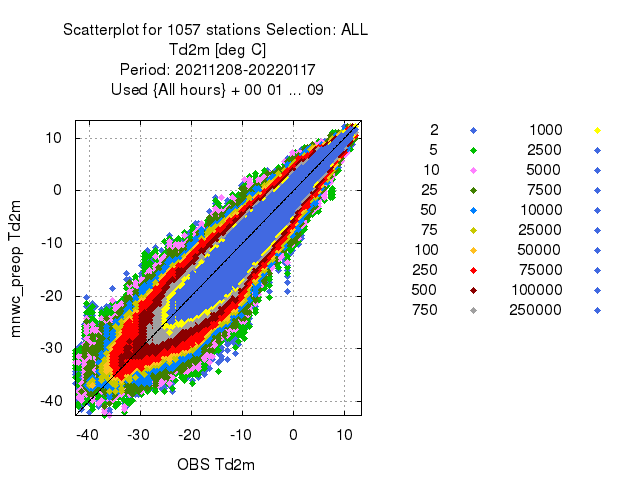 Scatterplot for 1057 stations Selection: ALL
Td2m [deg C]
Period: 20211208-20220117
Used {All hours} + 00 01 ... 09
10
0
-10
-20
-30
-40
mnwc_preop Td2m
-40 -30 -20 -10 0 10
OBS Td2m
2 1000
5 2500
10 5000
25 7500
50 10000
75 25000
100 50000
250 75000
500 100000
750 250000